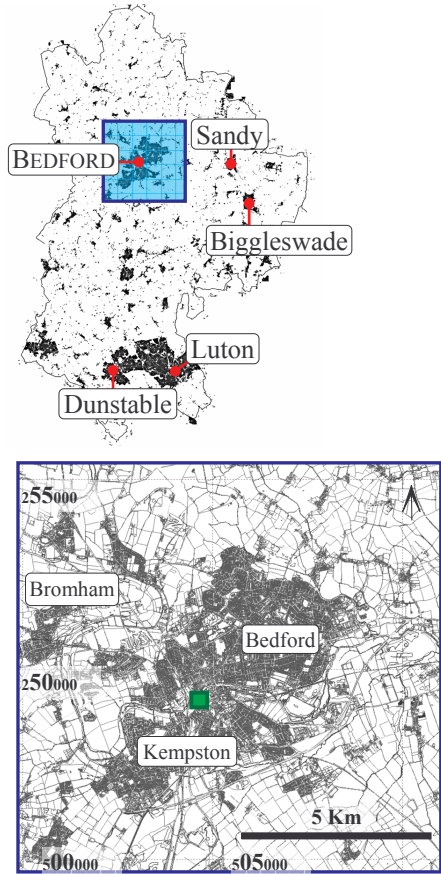 Sandy
BEDFORD
Biggleswade
Luton
Dunstable
255000
Bromham
Bedford
250000
Kempston
5 Km
500000
505000